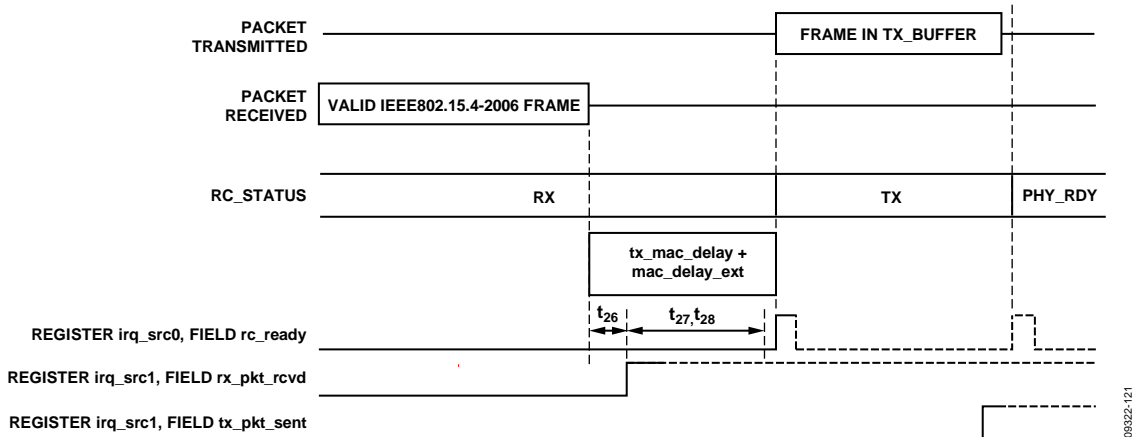 PACKET
TRANSMITTED
FRAME IN TX_BUFFER
PACKET
RECEIVED
VALID IEEE802.15.4-2006 FRAME
RC_STATUS
RX
TX
PHY_RDY
tx_mac_delay +
mac_delay_ext
t26
t27,t28
REGISTER irq_src0, FIELD rc_ready
REGISTER irq_src1, FIELD rx_pkt_rcvd
REGISTER irq_src1, FIELD tx_pkt_sent
09322-121